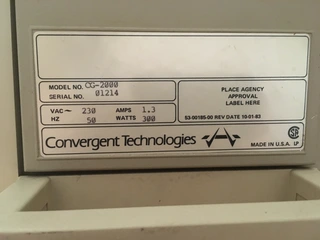 MODEL NO. CG-2000
SERIAL NO. 01214
PLACE AGENCY
APPROVAL
LABEL HERE
VAC~ 230 AMPS 1.3
HZ 50 WATTS 300
53-00185-00 REV DATE 10-01-83
Convergent Technologies
MADE IN U.S.A. LP